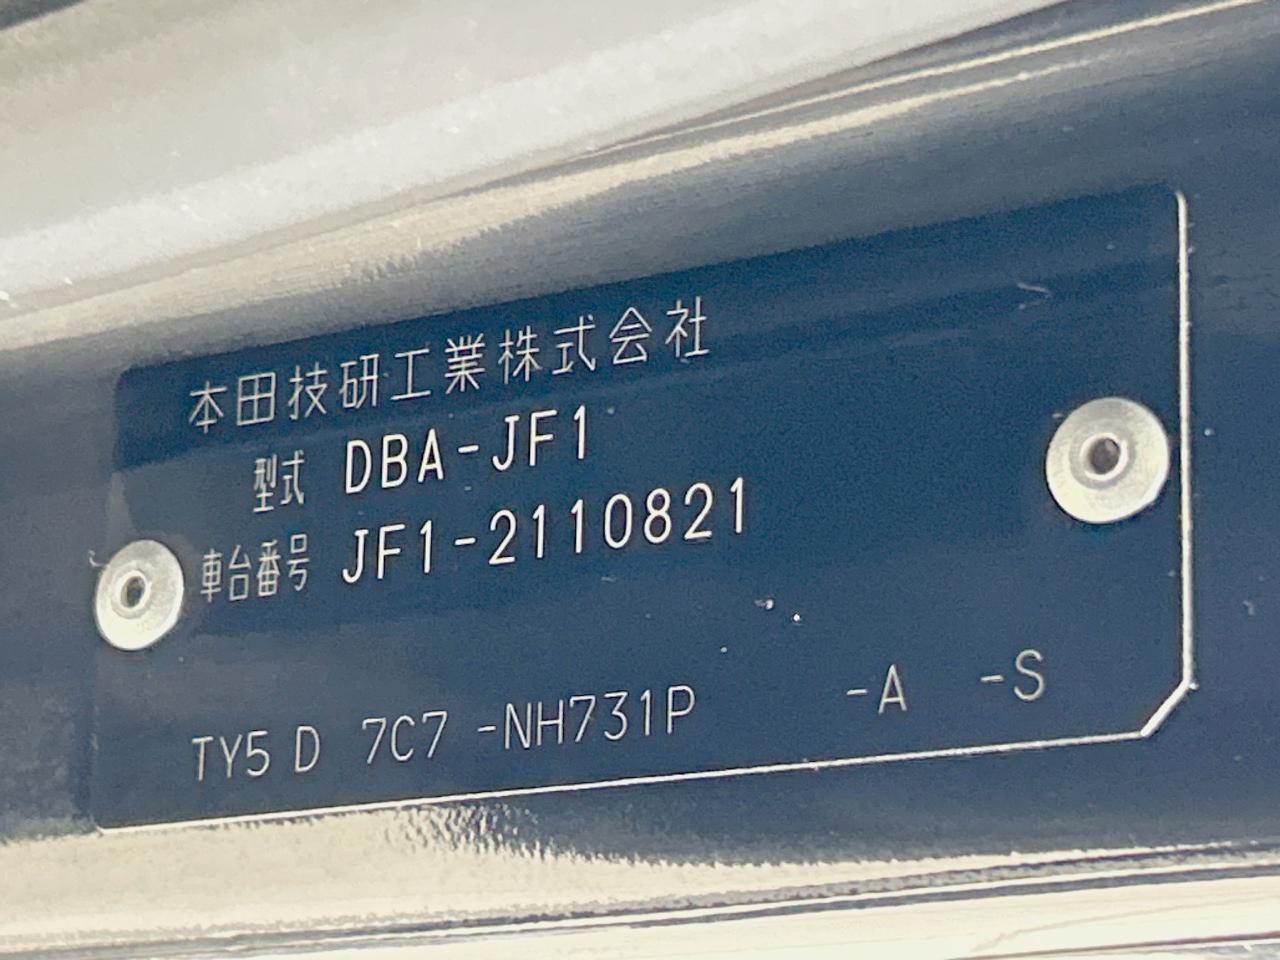 本田技研工業株式会社
型式 DBA-JF1
車台番号 JF1-2110821
TY5 D 7C7 -NH731P -A -S